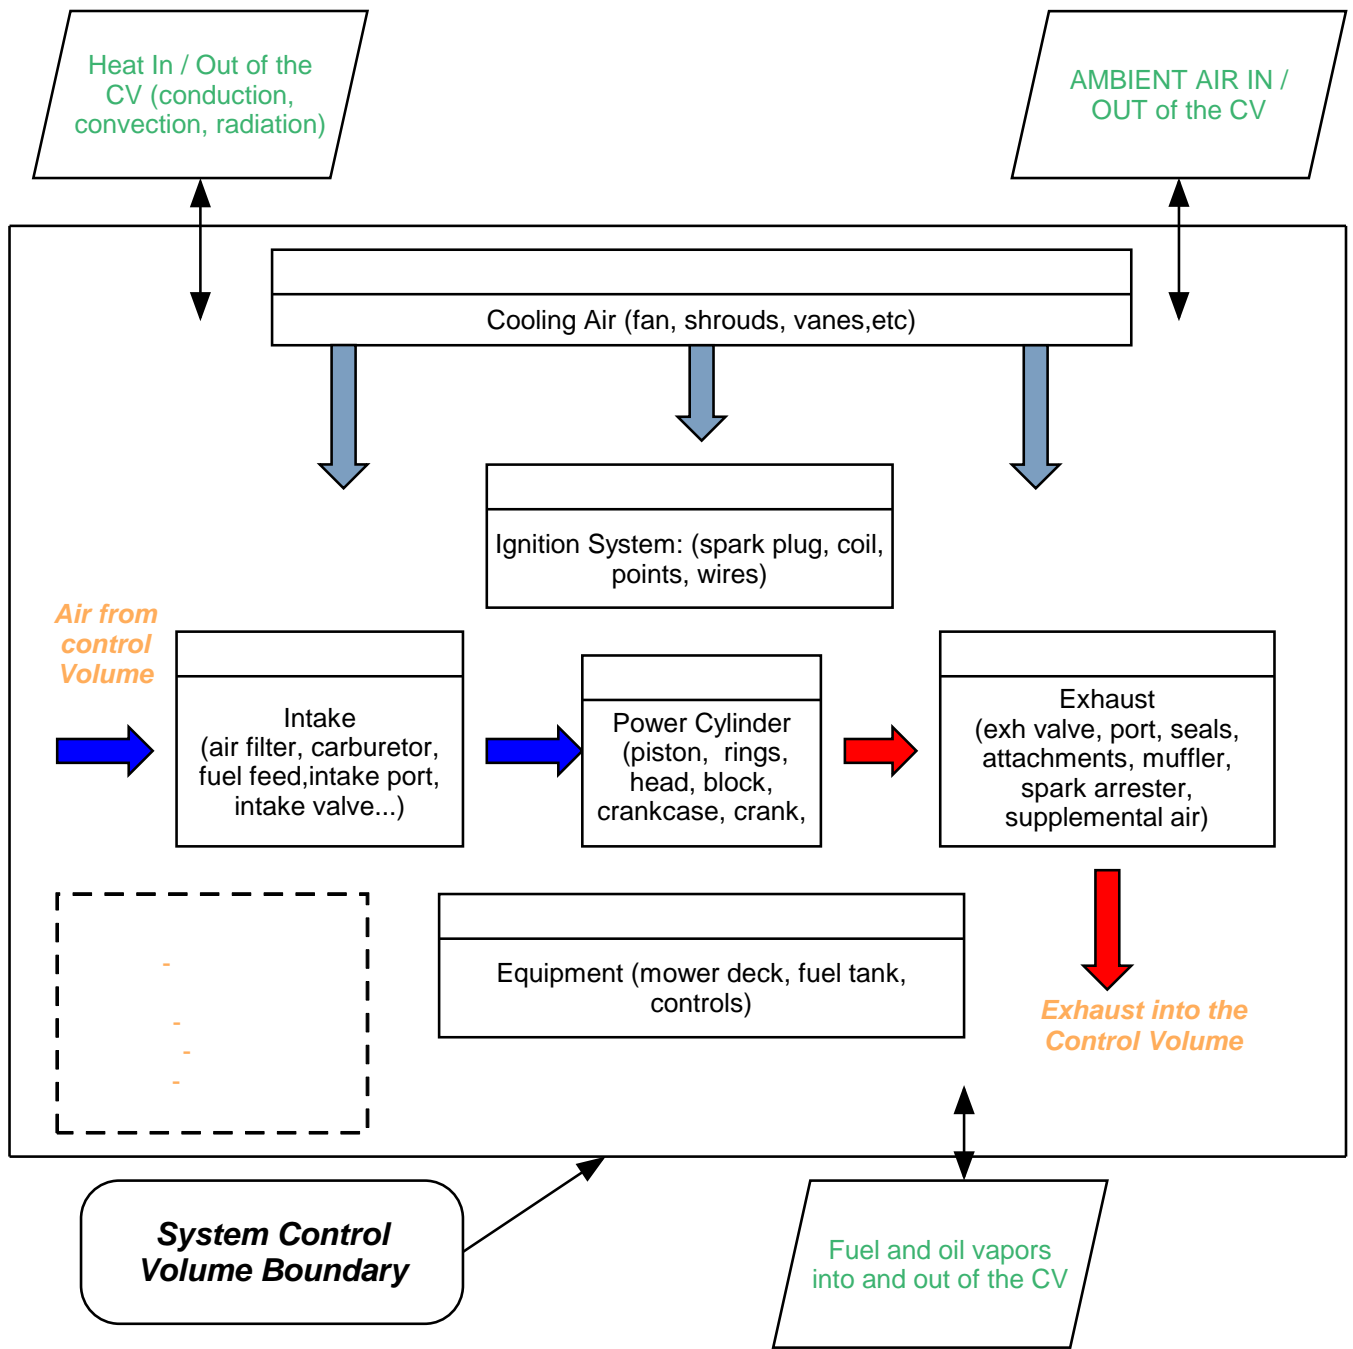 Heat In / Out of the
CV (conduction,
convection, radiation)
AMBIENT AIR IN /
OUT of the CV
Cooling Air (fan, shrouds, vanes,etc)
Ignition System: (spark plug, coil,
points, wires)
Air from
control
Volume
Intake
(air filter, carburetor,
fuel feed,intake port,
intake valve...)
Power Cylinder
(piston, rings,
head, block,
crankcase, crank,
Exhaust
(exh valve, port, seals,
attachments, muffler,
spark arrester,
supplemental air)
-
-
-
-
Equipment (mower deck, fuel tank,
controls)
Exhaust into the
Control Volume
System Control
Volume Boundary
Fuel and oil vapors
into and out of the CV